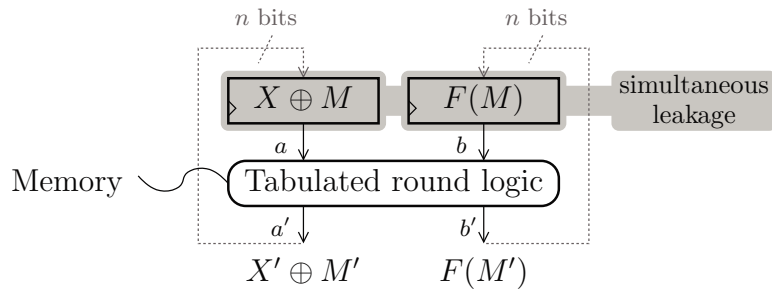 n bits
n bits
X ⊕ M
F(M)
simultaneous
leakage
a
b
Memory
Tabulated round logic
a′
b′
X′ ⊕ M′
F(M′)